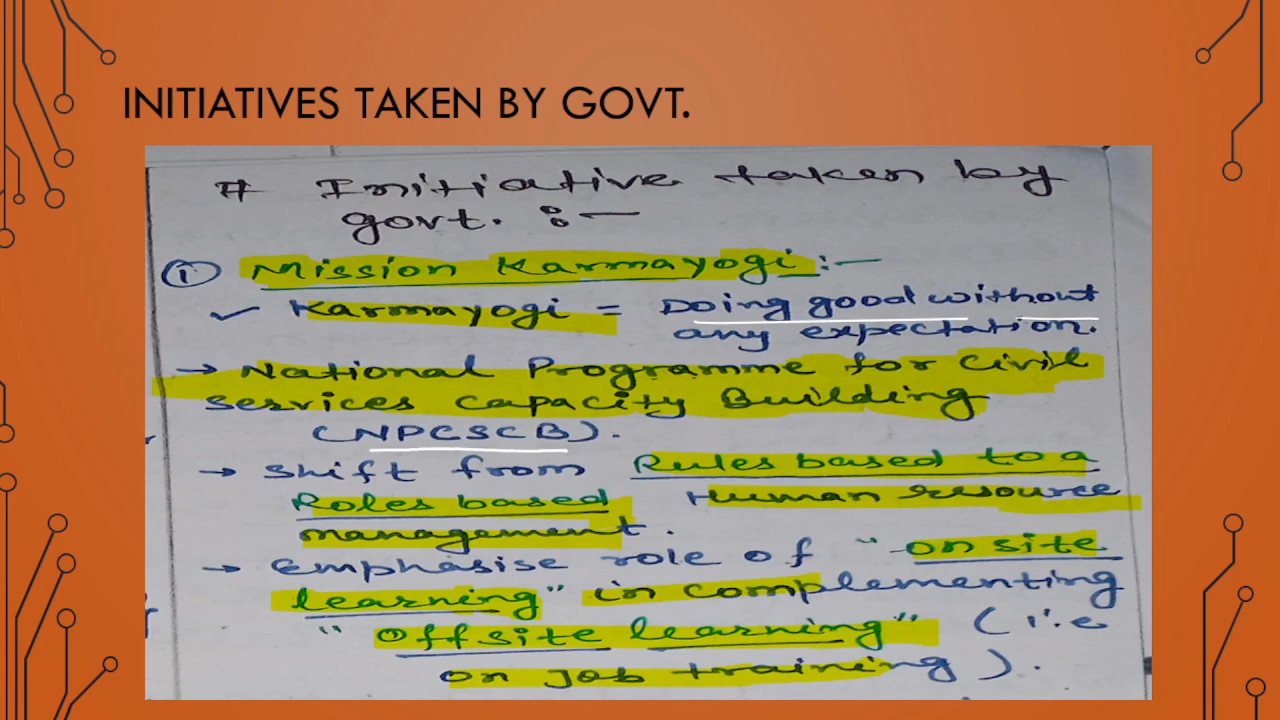 INITIATIVES TAKEN BY GOVT.
# Initiative taken by
govt. :-
(i) Mission Karmayogi :-
✓ Karmayogi = Doing good without
any expectation.
→ National Programme for Civil
services capacity Building
(NPCSCB).
→ shift from Rules based to a
Roles based Human resource
management.
→ emphasise role of "on site
learning" in complementing
"Offsite learning" (i.e
on job training).